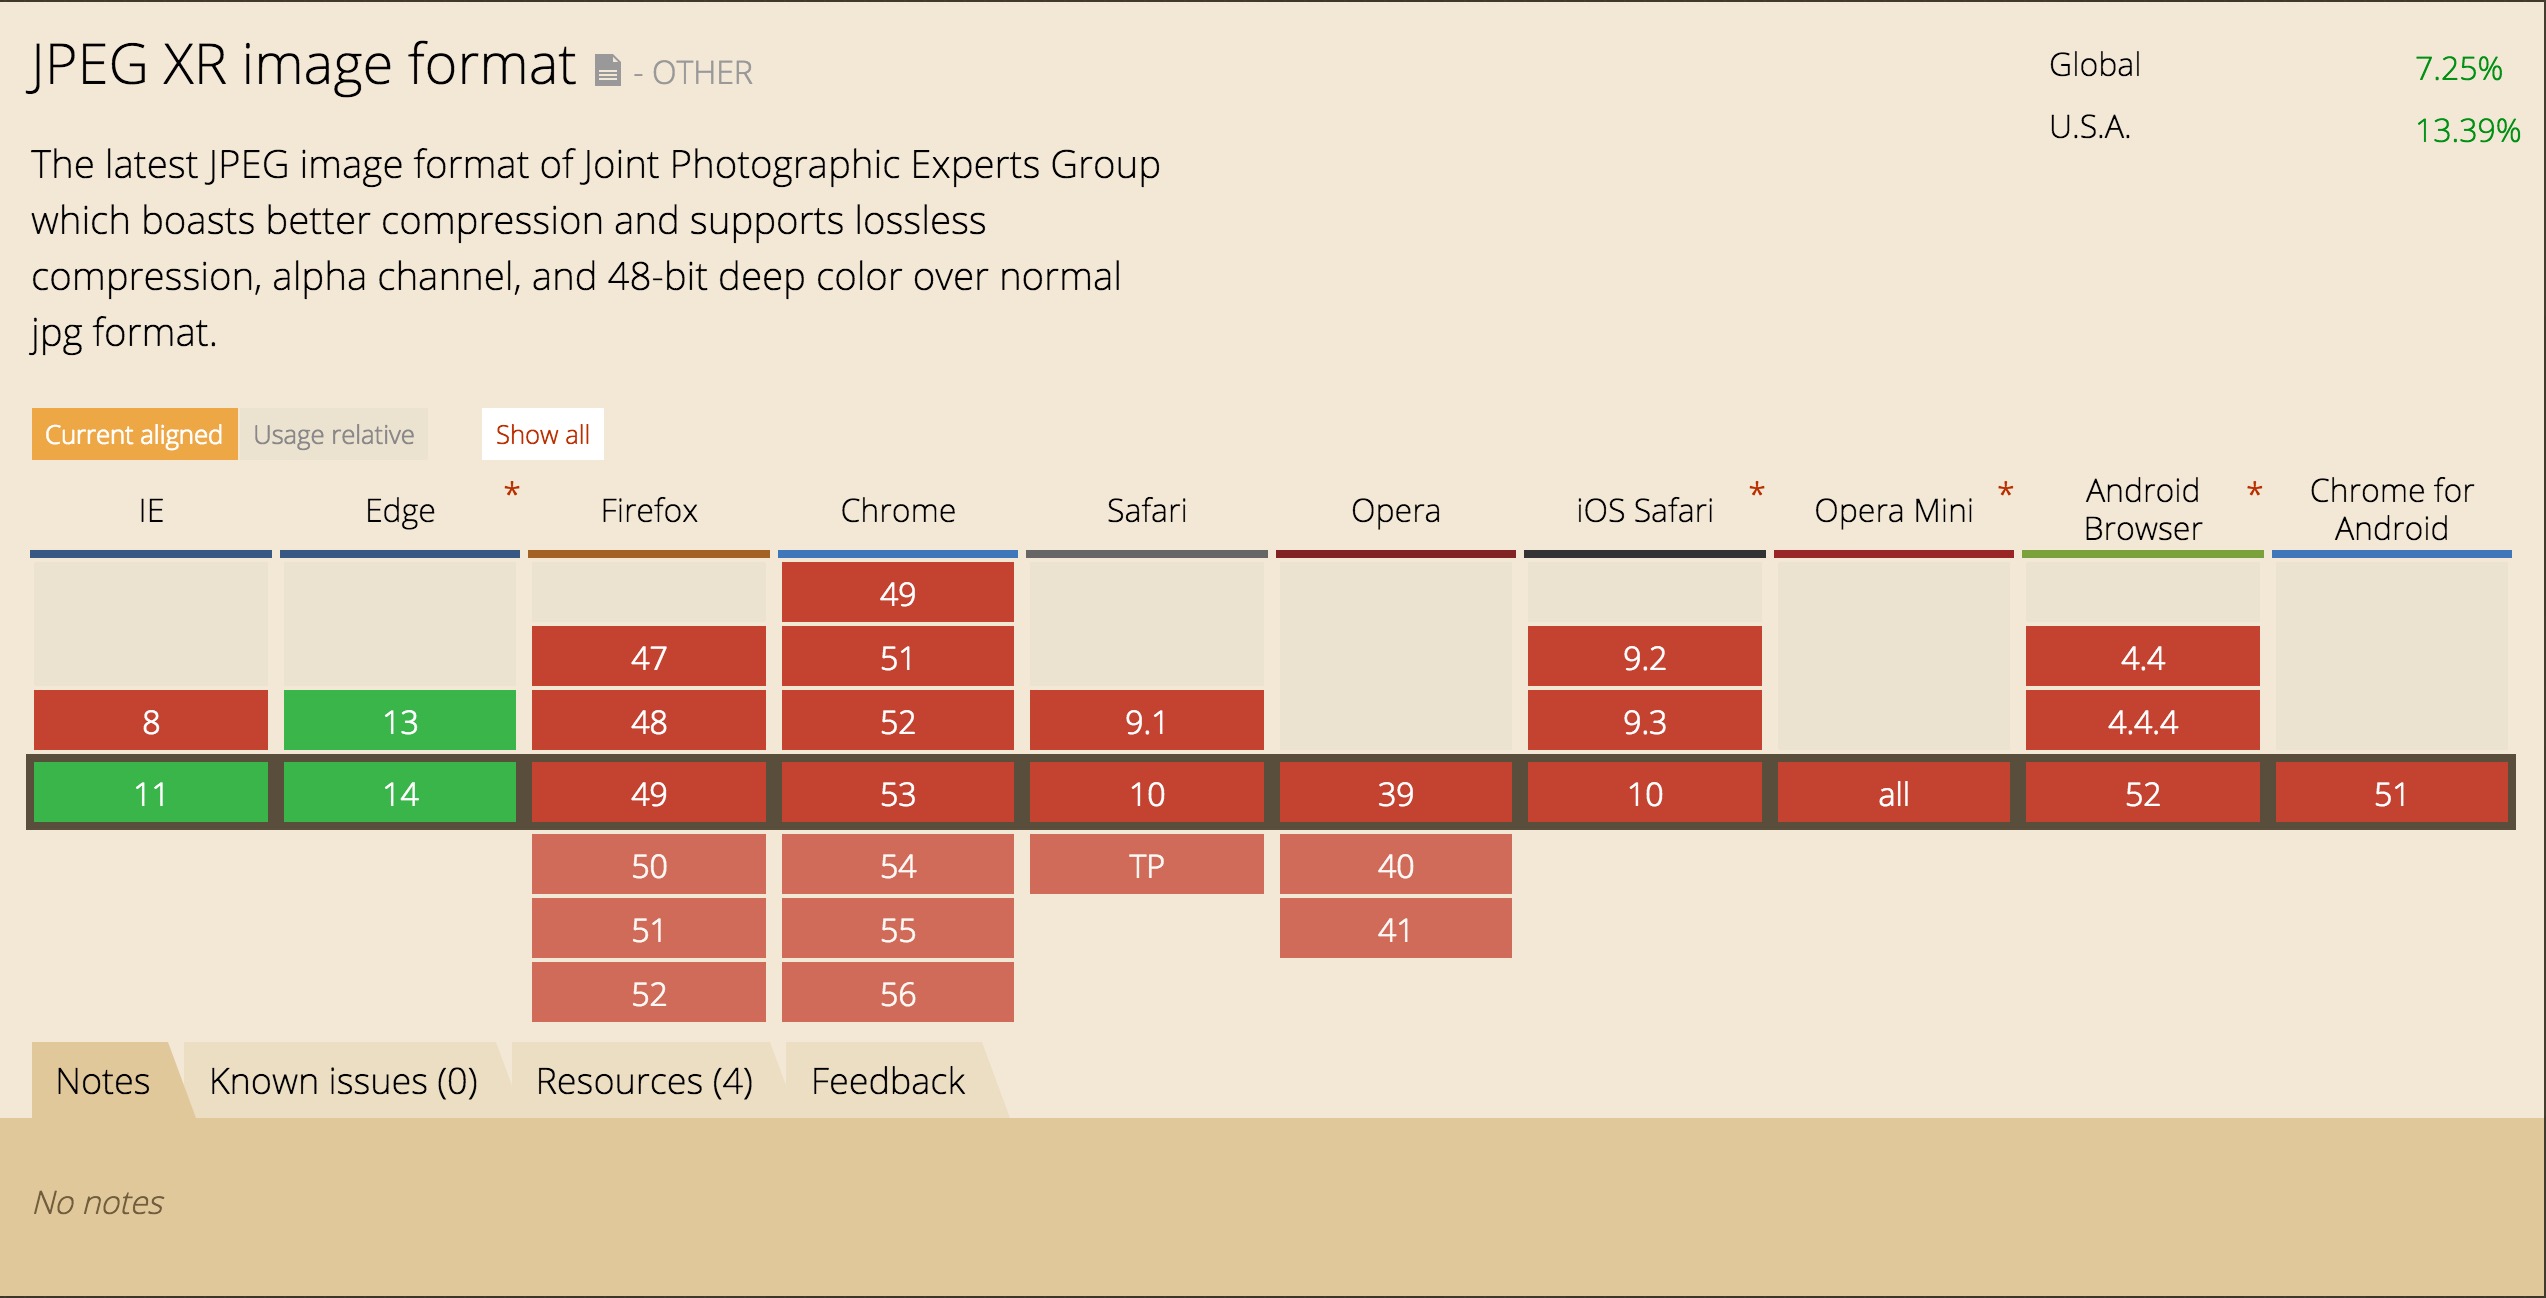 JPEG XR image format - OTHER
Global 7.25%
U.S.A. 13.39%
The latest JPEG image format of Joint Photographic Experts Group
which boasts better compression and supports lossless
compression, alpha channel, and 48-bit deep color over normal
jpg format.
Current aligned Usage relative Show all
IE Edge * Firefox Chrome Safari Opera iOS Safari * Opera Mini * Android Browser * Chrome for Android
49
47 51 9.2 4.4
8 13 48 52 9.1 9.3 4.4.4
11 14 49 53 10 39 10 all 52 51
50 54 TP 40
51 55 41
52 56
Notes Known issues (0) Resources (4) Feedback
No notes